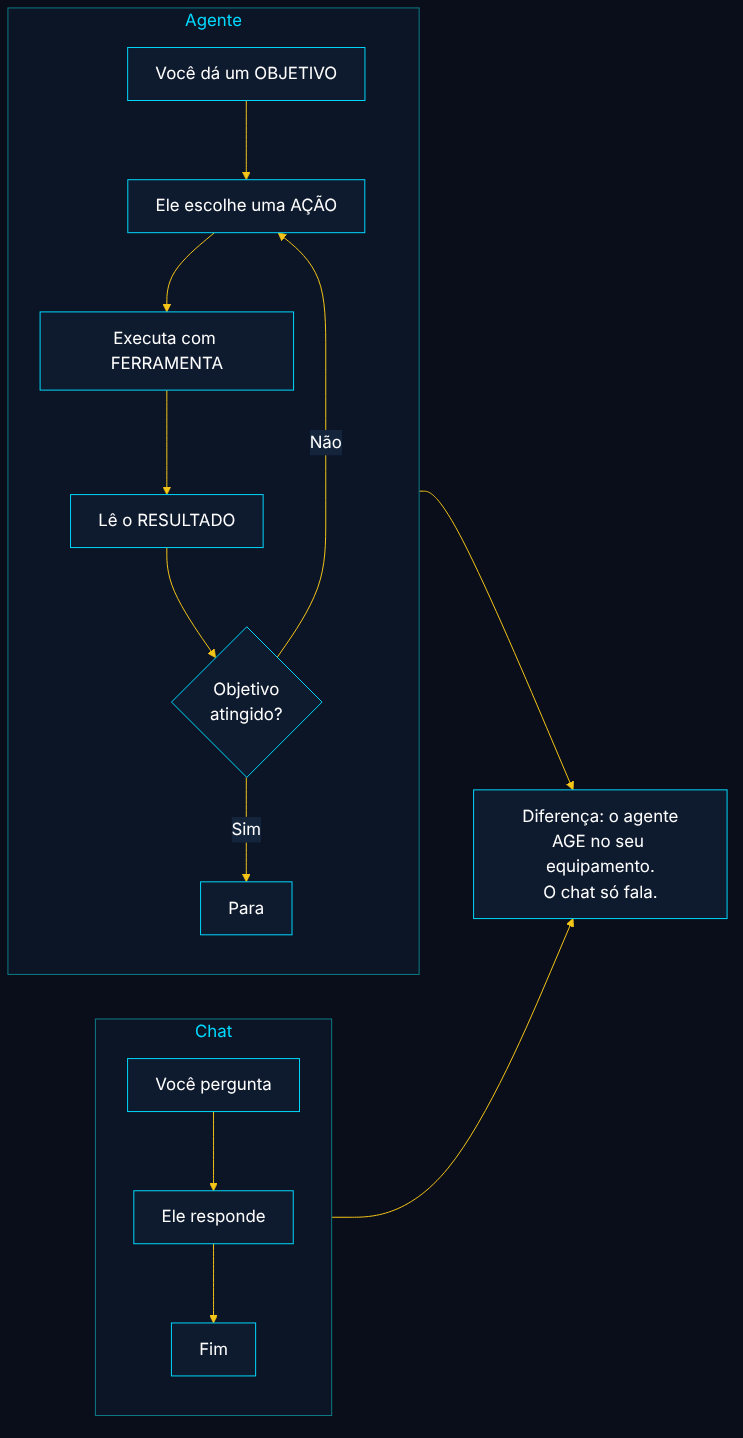 Agente
Você dá um OBJETIVO
Ele escolhe uma AÇÃO
Executa com
FERRAMENTA
Não
Lê o RESULTADO
Objetivo
atingido?
Sim
Para
Diferença: o agente
AGE no seu
equipamento.
O chat só fala.
Chat
Você pergunta
Ele responde
Fim